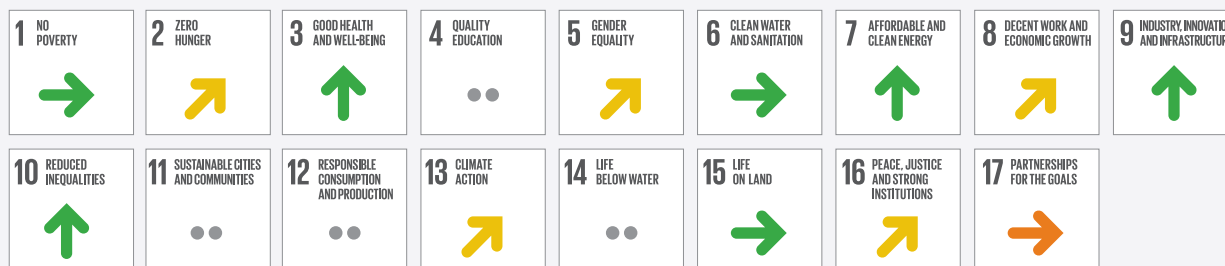 1 NO
POVERTY
2 ZERO
HUNGER
3 GOOD HEALTH
AND WELL-BEING
4 QUALITY
EDUCATION
5 GENDER
EQUALITY
6 CLEAN WATER
AND SANITATION
7 AFFORDABLE AND
CLEAN ENERGY
8 DECENT WORK AND
ECONOMIC GROWTH
9 INDUSTRY, INNOVATIO
AND INFRASTRUCTUR
10 REDUCED
INEQUALITIES
11 SUSTAINABLE CITIES
AND COMMUNITIES
12 RESPONSIBLE
CONSUMPTION
AND PRODUCTION
13 CLIMATE
ACTION
14 LIFE
BELOW WATER
15 LIFE
ON LAND
16 PEACE, JUSTICE
AND STRONG
INSTITUTIONS
17 PARTNERSHIPS
FOR THE GOALS